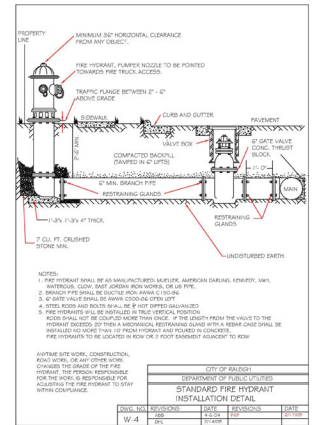 PROPERTY
LINE
MINIMUM 36" HORIZONTAL CLEARANCE
FROM ANY OBJECT.
FIRE HYDRANT, PUMPER NOZZLE TO BE POINTED
TOWARDS FIRE TRUCK ACCESS.
TRAFFIC FLANGE BETWEEN 2" - 6"
ABOVE GRADE
SIDEWALK
CURB AND GUTTER
PAVEMENT
VALVE BOX
2'-6" MIN.
COMPACTED BACKFILL
(TAMPED IN 6" LIFTS)
6" GATE VALVE
CONC. THRUST
BLOCK.
1'-0"
6" MIN. BRANCH PIPE
RESTRAINING GLANDS
MAIN
RESTRAINING
GLANDS
1'-3"x 1'-3"x 4" THICK.
7 CU. FT. CRUSHED
STONE MIN.
UNDISTURBED EARTH
NOTES:
1. FIRE HYDRANT SHALL BE AS MANUFACTURED: MUELLER, AMERICAN DARLING, KENNEDY, M&H,
WATEROUS, CLOW, EAST JORDAN IRON WORKS, OR US PIPE.
2. BRANCH PIPE SHALL BE DUCTILE IRON AWWA C150-96
3. 6" GATE VALVE SHALL BE AWWA C500-86 OPEN LEFT
4. STEEL RODS AND BOLTS SHALL BE HOT DIPPED GALVANIZED
5. FIRE HYDRANTS WILL BE INSTALLED IN TRUE VERTICAL POSITION
RODS SHALL NOT BE COUPLED MORE THAN ONCE. IF THE LENGTH FROM THE VALVE TO THE
HYDRANT EXCEEDS 20' THEN A MECHANICAL RESTRAINING GLAND WITH A REBAR CAGE SHALL BE
INSTALLED NO MORE THAN 10' FROM HYDRANT AND POURED IN CONCRETE.
FIRE HYDRANTS TO BE LOCATED IN ROW OR 2 FOOT EASEMENT ADJACENT TO ROW
ANYTIME SITE WORK, CONSTRUCTION,
ROAD WORK, OR ANY OTHER WORK
CHANGES THE GRADE OF THE FIRE
HYDRANT, THE PERSON RESPONSIBLE
FOR THE WORK IS RESPONSIBLE FOR
ADJUSTING THE FIRE HYDRANT TO STAY
WITHIN COMPLIANCE.
CITY OF RALEIGH
DEPARTMENT OF PUBLIC UTILITIES
STANDARD FIRE HYDRANT
INSTALLATION DETAIL
DWG. NO. REVISIONS DATE REVISIONS DATE
W-4